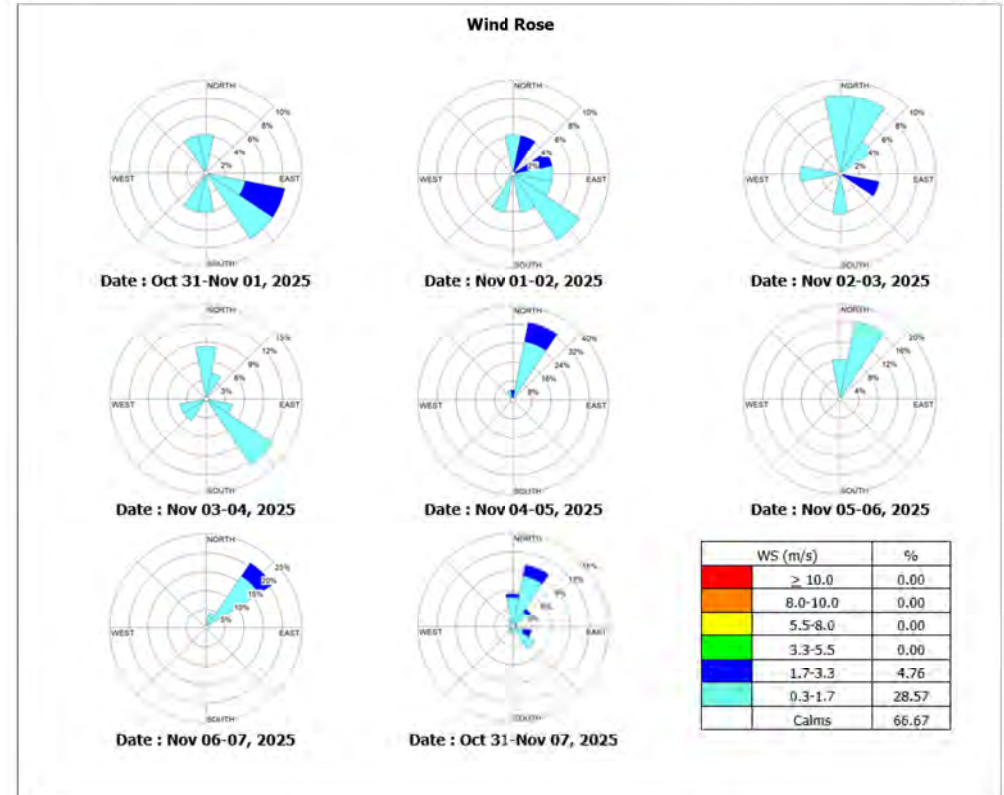 Wind Rose
NORTH
10%
8%
6%
4%
2%
WEST
EAST
SOUTH
Date : Oct 31-Nov 01, 2025
NORTH
10%
8%
6%
4%
WEST
EAST
SOUTH
Date : Nov 01-02, 2025
NORTH
10%
8%
6%
4%
2%
WEST
EAST
SOUTH
Date : Nov 02-03, 2025
NORTH
15%
12%
9%
6%
3%
WEST
EAST
SOUTH
Date : Nov 03-04, 2025
NORTH
40%
32%
24%
16%
8%
WEST
EAST
SOUTH
Date : Nov 04-05, 2025
NORTH
20%
16%
12%
8%
4%
WEST
EAST
SOUTH
Date : Nov 05-06, 2025
NORTH
25%
20%
15%
10%
5%
WEST
EAST
SOUTH
Date : Nov 06-07, 2025
NORTH
15%
12%
9%
6%
3%
WEST
EAST
SOUTH
Date : Oct 31-Nov 07, 2025
WS (m/s) %
≥ 10.0 0.00
8.0-10.0 0.00
5.5-8.0 0.00
3.3-5.5 0.00
1.7-3.3 4.76
0.3-1.7 28.57
Calms 66.67